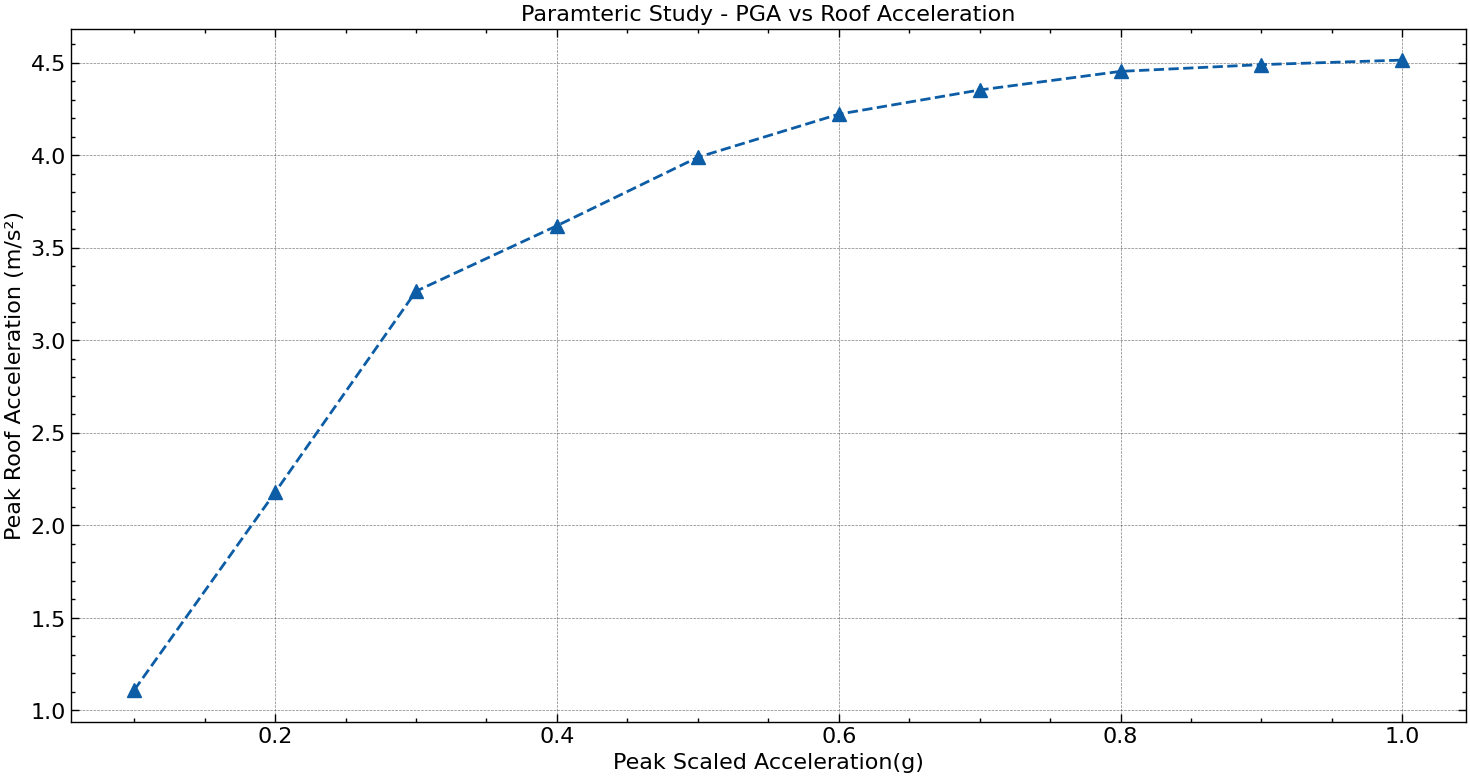 Paramteric Study - PGA vs Roof Acceleration
Peak Roof Acceleration (m/s²)
4.5
4.0
3.5
3.0
2.5
2.0
1.5
1.0
0.2 0.4 0.6 0.8 1.0
Peak Scaled Acceleration(g)